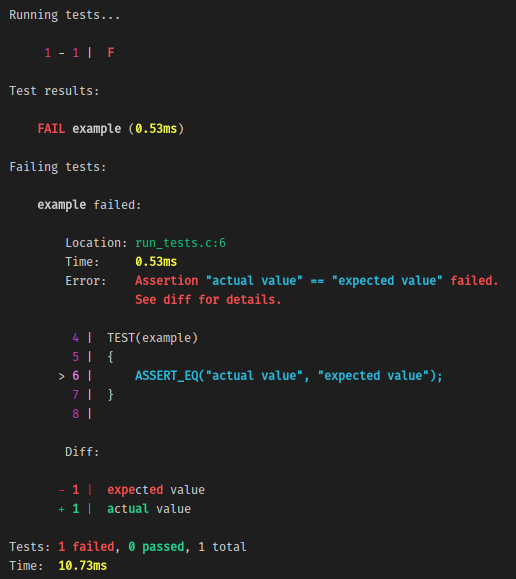 Running tests...
1 - 1 | F
Test results:
FAIL example (0.53ms)
Failing tests:
example failed:
Location: run_tests.c:6
Time: 0.53ms
Error: Assertion "actual value" == "expected value" failed.
See diff for details.
4 | TEST(example)
5 | {
> 6 | ASSERT_EQ("actual value", "expected value");
7 | }
8 |
Diff:
- 1 | expected value
+ 1 | actual value
Tests: 1 failed, 0 passed, 1 total
Time: 10.73ms